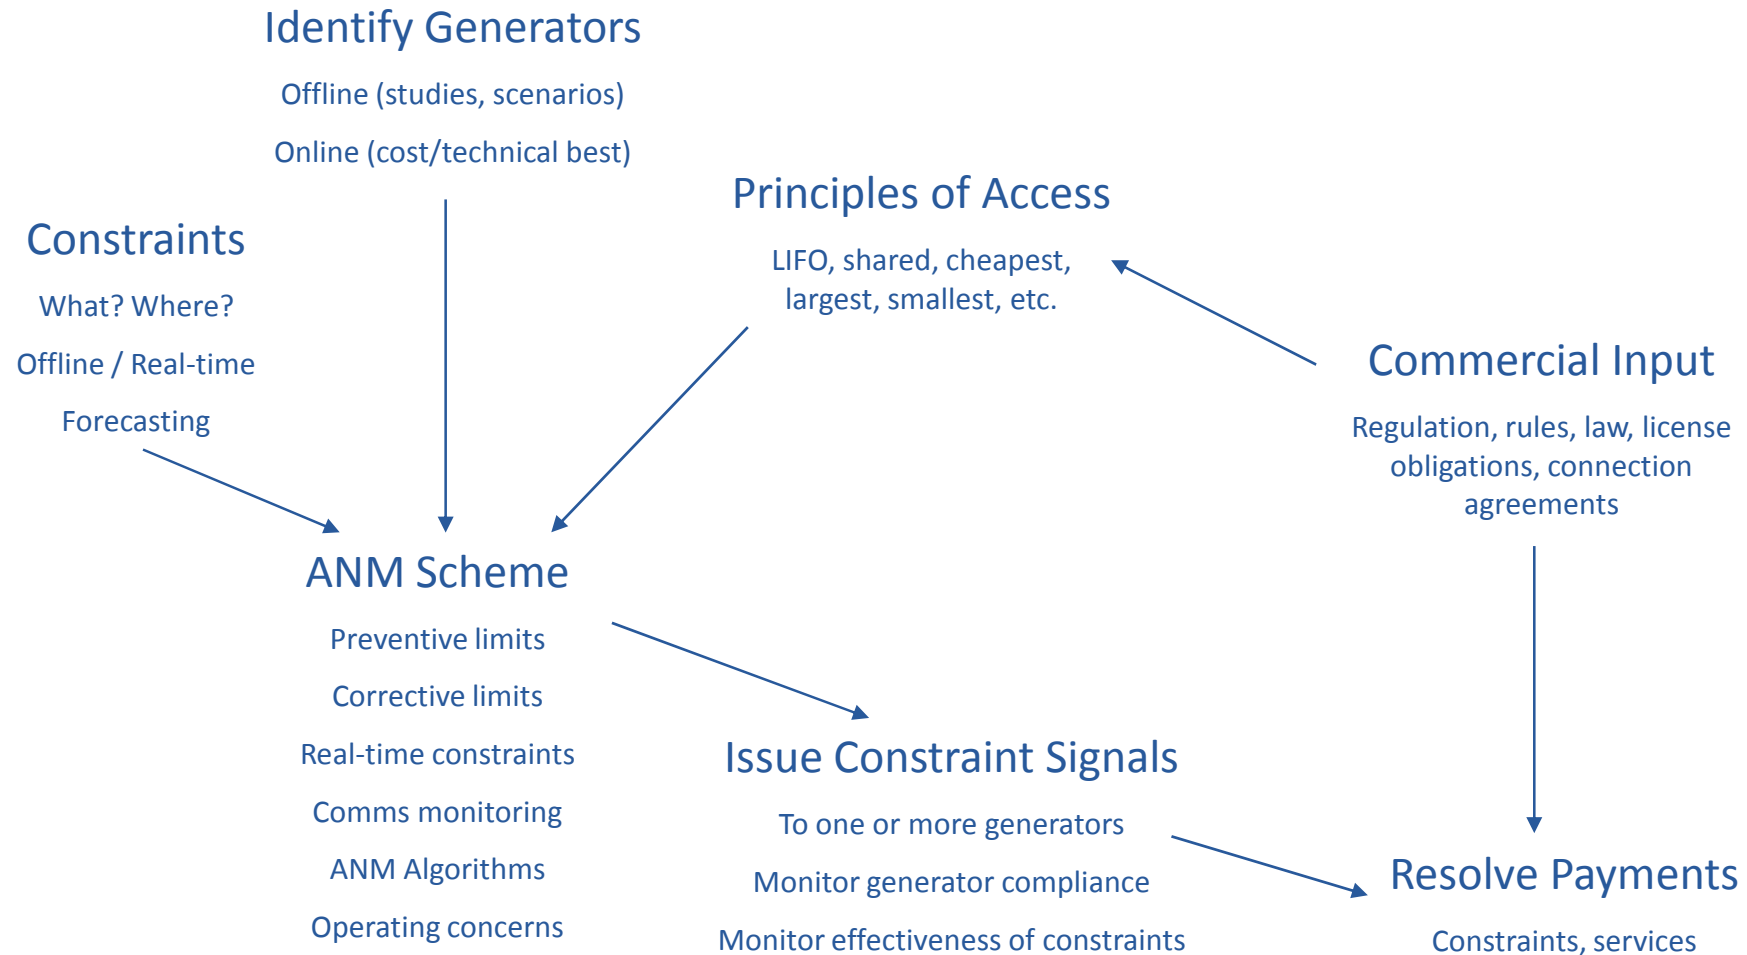 Identify Generators
Offline (studies, scenarios)
Online (cost/technical best)
Principles of Access
LIFO, shared, cheapest,
largest, smallest, etc.
Constraints
What? Where?
Offline / Real-time
Forecasting
Commercial Input
Regulation, rules, law, license
obligations, connection
agreements
ANM Scheme
Preventive limits
Corrective limits
Real-time constraints
Comms monitoring
ANM Algorithms
Operating concerns
Issue Constraint Signals
To one or more generators
Monitor generator compliance
Monitor effectiveness of constraints
Resolve Payments
Constraints, services